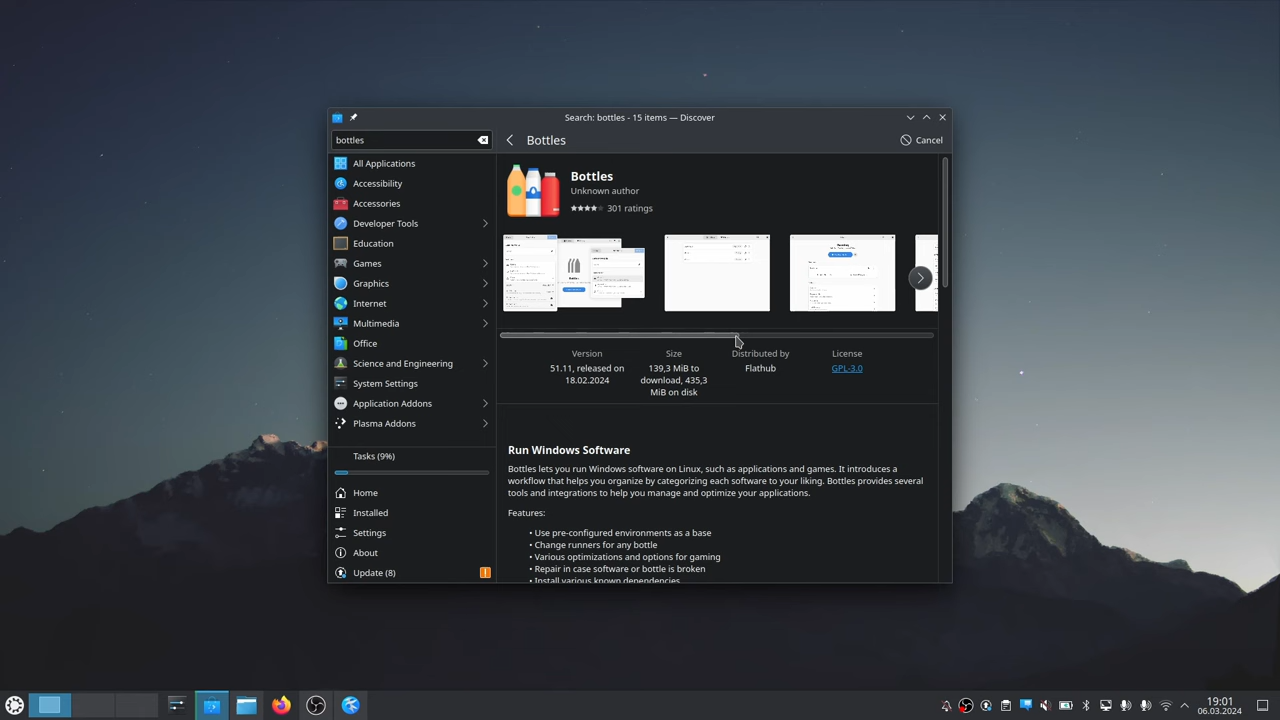 Search: bottles - 15 items — Discover
bottles
Bottles
Cancel
All Applications
Accessibility
Accessories
Developer Tools
Education
Games
Graphics
Internet
Multimedia
Office
Science and Engineering
System Settings
Application Addons
Plasma Addons
Tasks (9%)
Home
Installed
Settings
About
Update (8)
Bottles
Unknown author
301 ratings
Version
51.11, released on
18.02.2024
Size
139,3 MiB to
download, 435,3
MiB on disk
Distributed by
Flathub
License
GPL-3.0
Run Windows Software
Bottles lets you run Windows software on Linux, such as applications and games. It introduces a
workflow that helps you organize by categorizing each software to your liking. Bottles provides several
tools and integrations to help you manage and optimize your applications.
Features:
• Use pre-configured environments as a base
• Change runners for any bottle
• Various optimizations and options for gaming
• Repair in case software or bottle is broken
• Install various known dependencies
19:01
06.03.2024